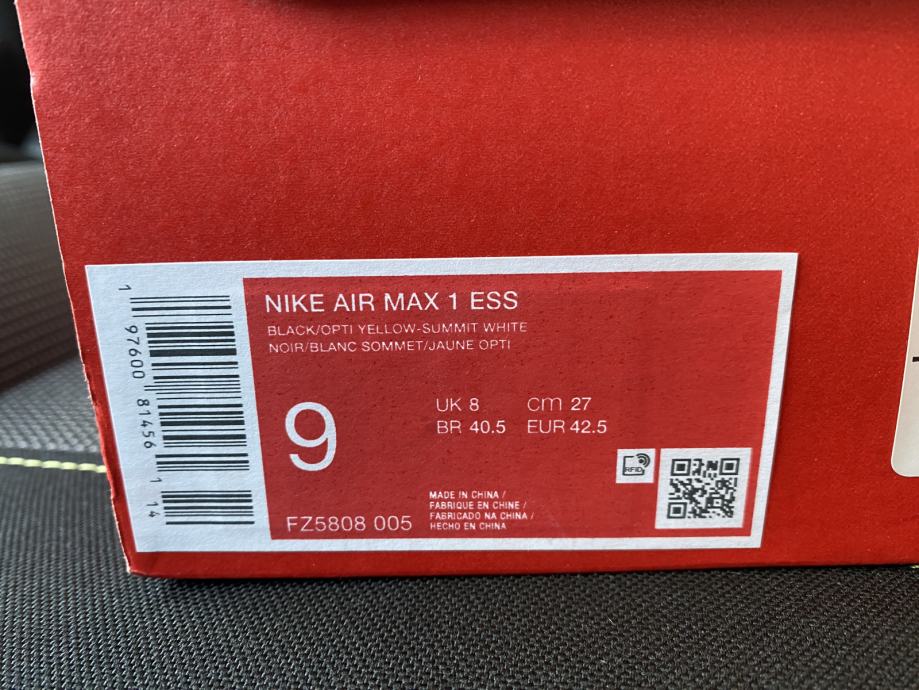 NIKE AIR MAX 1 ESS
BLACK/OPTI YELLOW-SUMMIT WHITE
NOIR/BLANC SOMMET/JAUNE OPTI
9
UK 8 cm 27
BR 40.5 EUR 42.5
RFID
FZ5808 005
MADE IN CHINA /
FABRIQUE EN CHINE /
FABRICADO NA CHINA /
HECHO EN CHINA
1 97600 81456 1 14